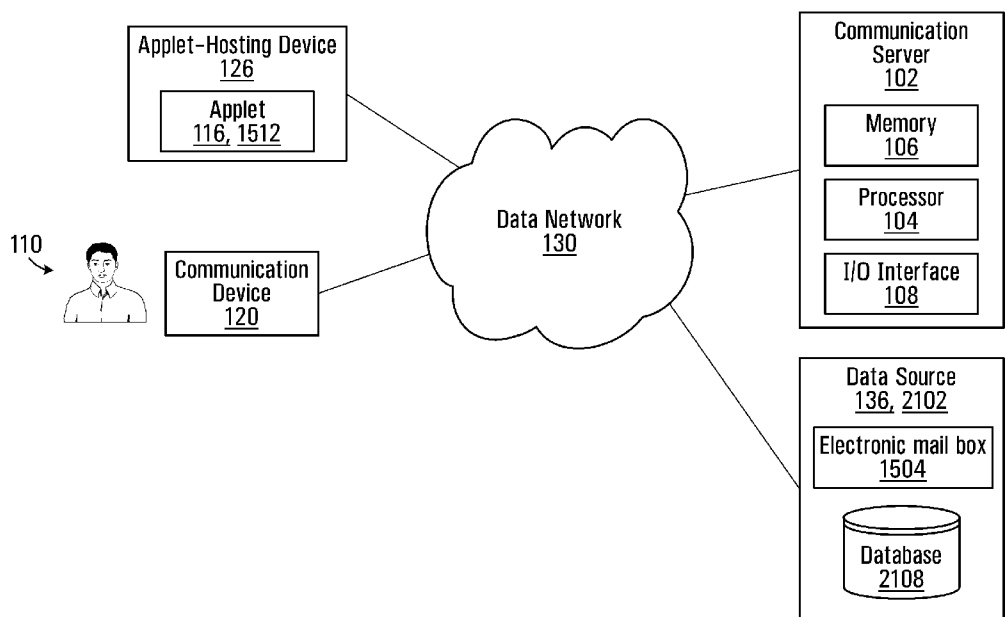 Applet-Hosting Device
126
Applet
116, 1512
110
Communication
Device
120
Data Network
130
Communication
Server
102
Memory
106
Processor
104
I/O Interface
108
Data Source
136, 2102
Electronic mail box
1504
Database
2108